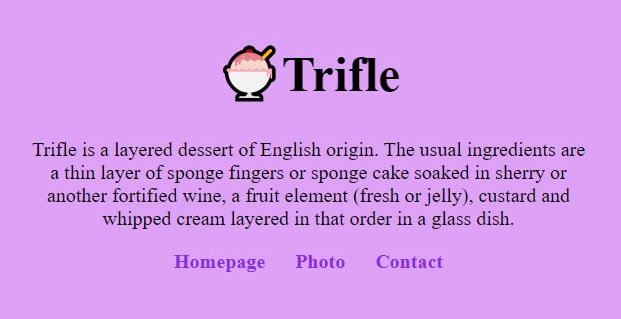 Trifle
Trifle is a layered dessert of English origin. The usual ingredients are
a thin layer of sponge fingers or sponge cake soaked in sherry or
another fortified wine, a fruit element (fresh or jelly), custard and
whipped cream layered in that order in a glass dish.
Homepage Photo Contact